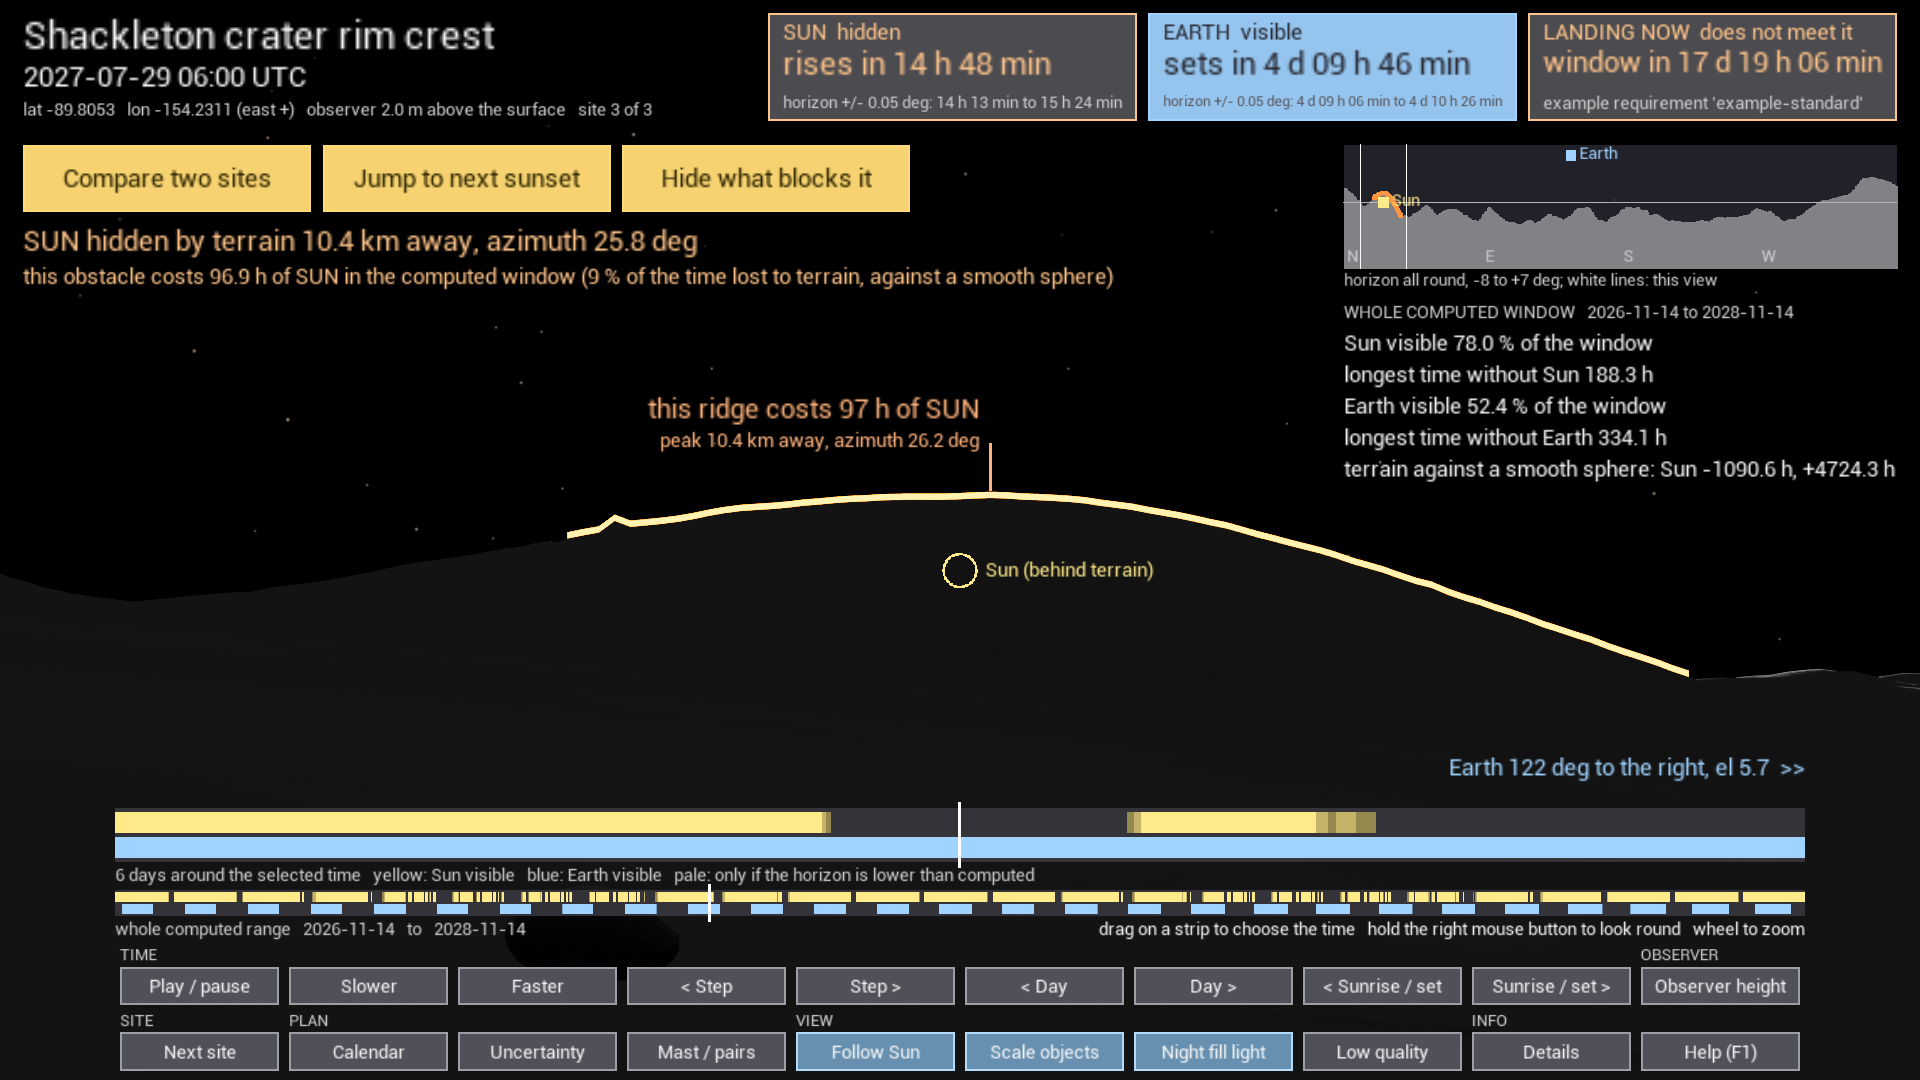 Shackleton crater rim crest
2027-07-29 06:00 UTC
lat -89.8053 lon -154.2311 (east +) observer 2.0 m above the surface site 3 of 3
SUN hidden
rises in 14 h 48 min
horizon +/- 0.05 deg: 14 h 13 min to 15 h 24 min
EARTH visible
sets in 4 d 09 h 46 min
horizon +/- 0.05 deg: 4 d 09 h 06 min to 4 d 10 h 26 min
LANDING NOW does not meet it
window in 17 d 19 h 06 min
example requirement 'example-standard'
Compare two sites
Jump to next sunset
Hide what blocks it
SUN hidden by terrain 10.4 km away, azimuth 25.8 deg
this obstacle costs 96.9 h of SUN in the computed window (9 % of the time lost to terrain, against a smooth sphere)
Earth
Sun
N E S W
horizon all round, -8 to +7 deg; white lines: this view
WHOLE COMPUTED WINDOW 2026-11-14 to 2028-11-14
Sun visible 78.0 % of the window
longest time without Sun 188.3 h
Earth visible 52.4 % of the window
longest time without Earth 334.1 h
terrain against a smooth sphere: Sun -1090.6 h, +4724.3 h
this ridge costs 97 h of SUN
peak 10.4 km away, azimuth 26.2 deg
Sun (behind terrain)
Earth 122 deg to the right, el 5.7 >>
6 days around the selected time yellow: Sun visible blue: Earth visible pale: only if the horizon is lower than computed
whole computed range 2026-11-14 to 2028-11-14
drag on a strip to choose the time hold the right mouse button to look round wheel to zoom
TIME
OBSERVER
Play / pause
Slower
Faster
< Step
Step >
< Day
Day >
< Sunrise / set
Sunrise / set >
Observer height
SITE
PLAN
VIEW
INFO
Next site
Calendar
Uncertainty
Mast / pairs
Follow Sun
Scale objects
Night fill light
Low quality
Details
Help (F1)